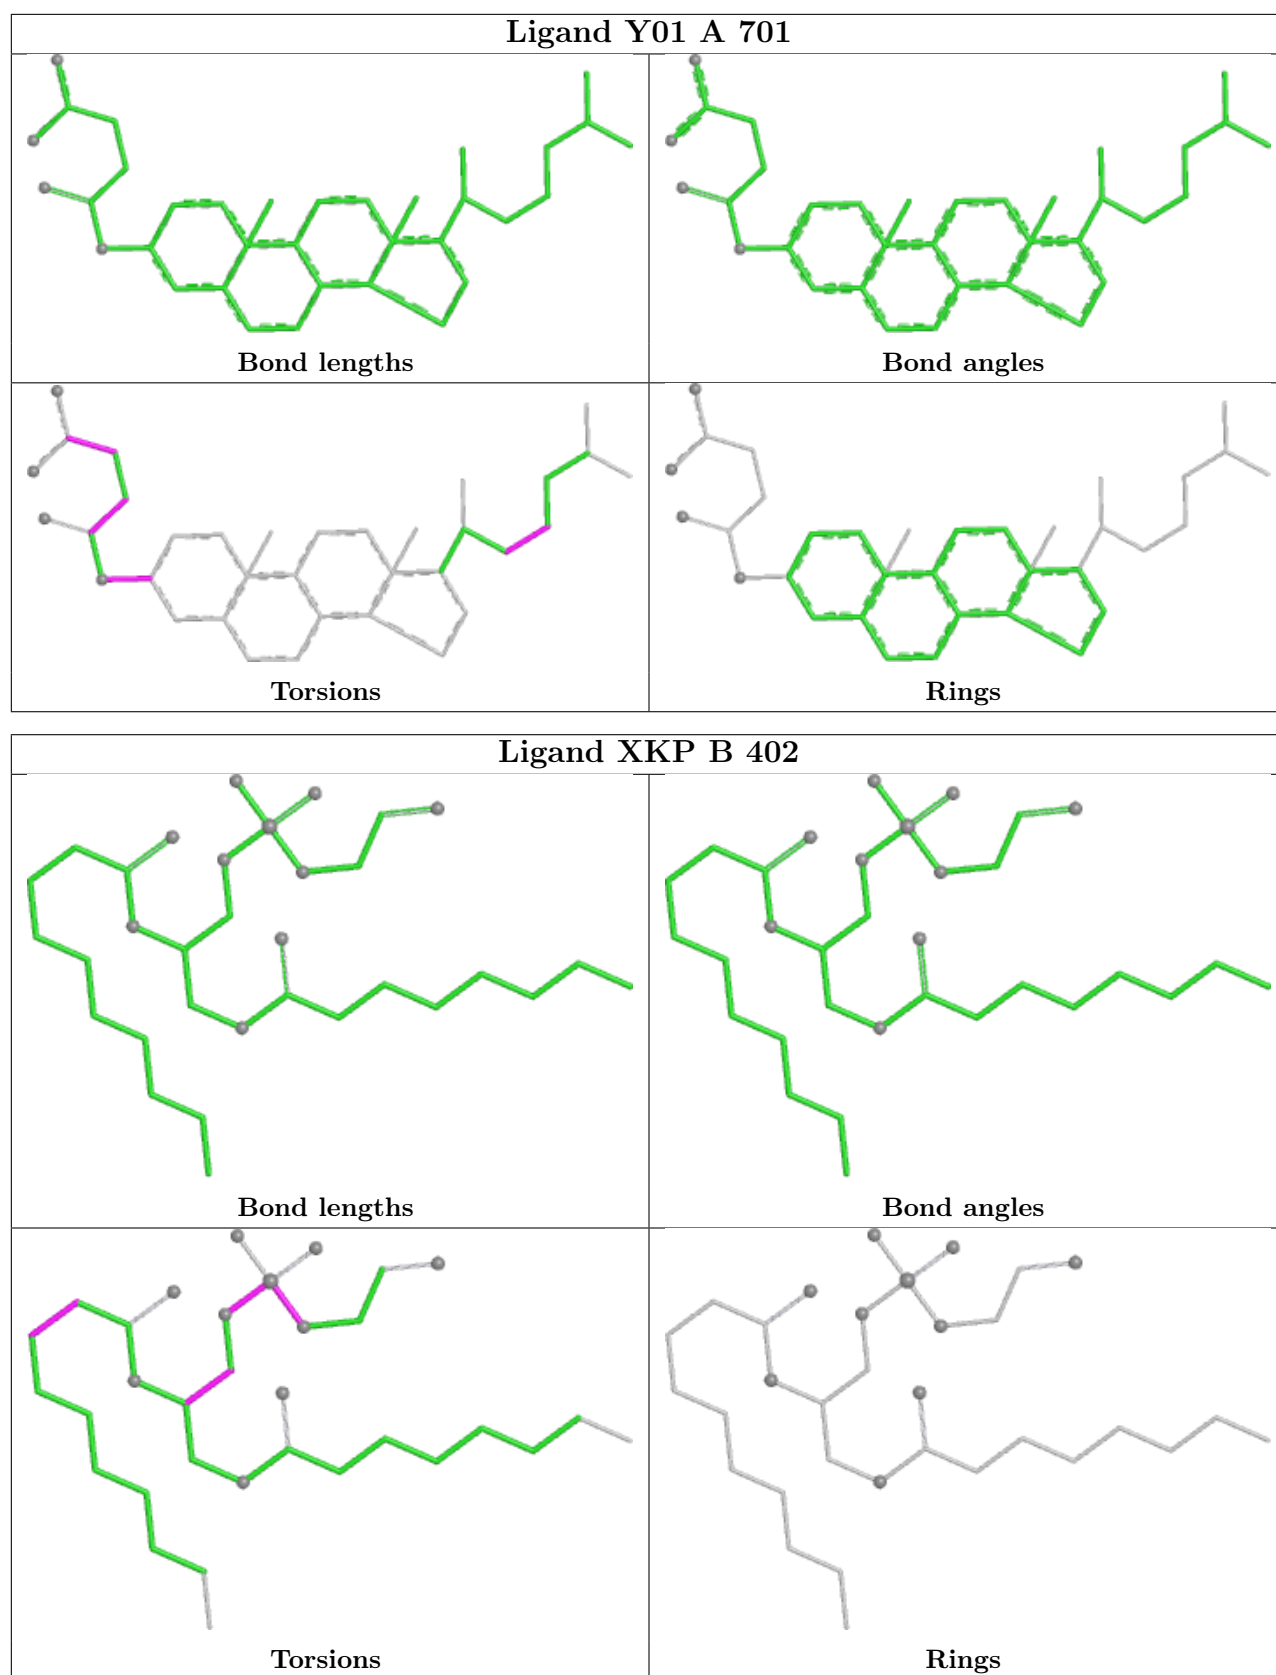 Ligand Y01 A 701
Bond lengths
Bond angles
Torsions
Rings
Ligand XKP B 402
Bond lengths
Bond angles
Torsions
Rings